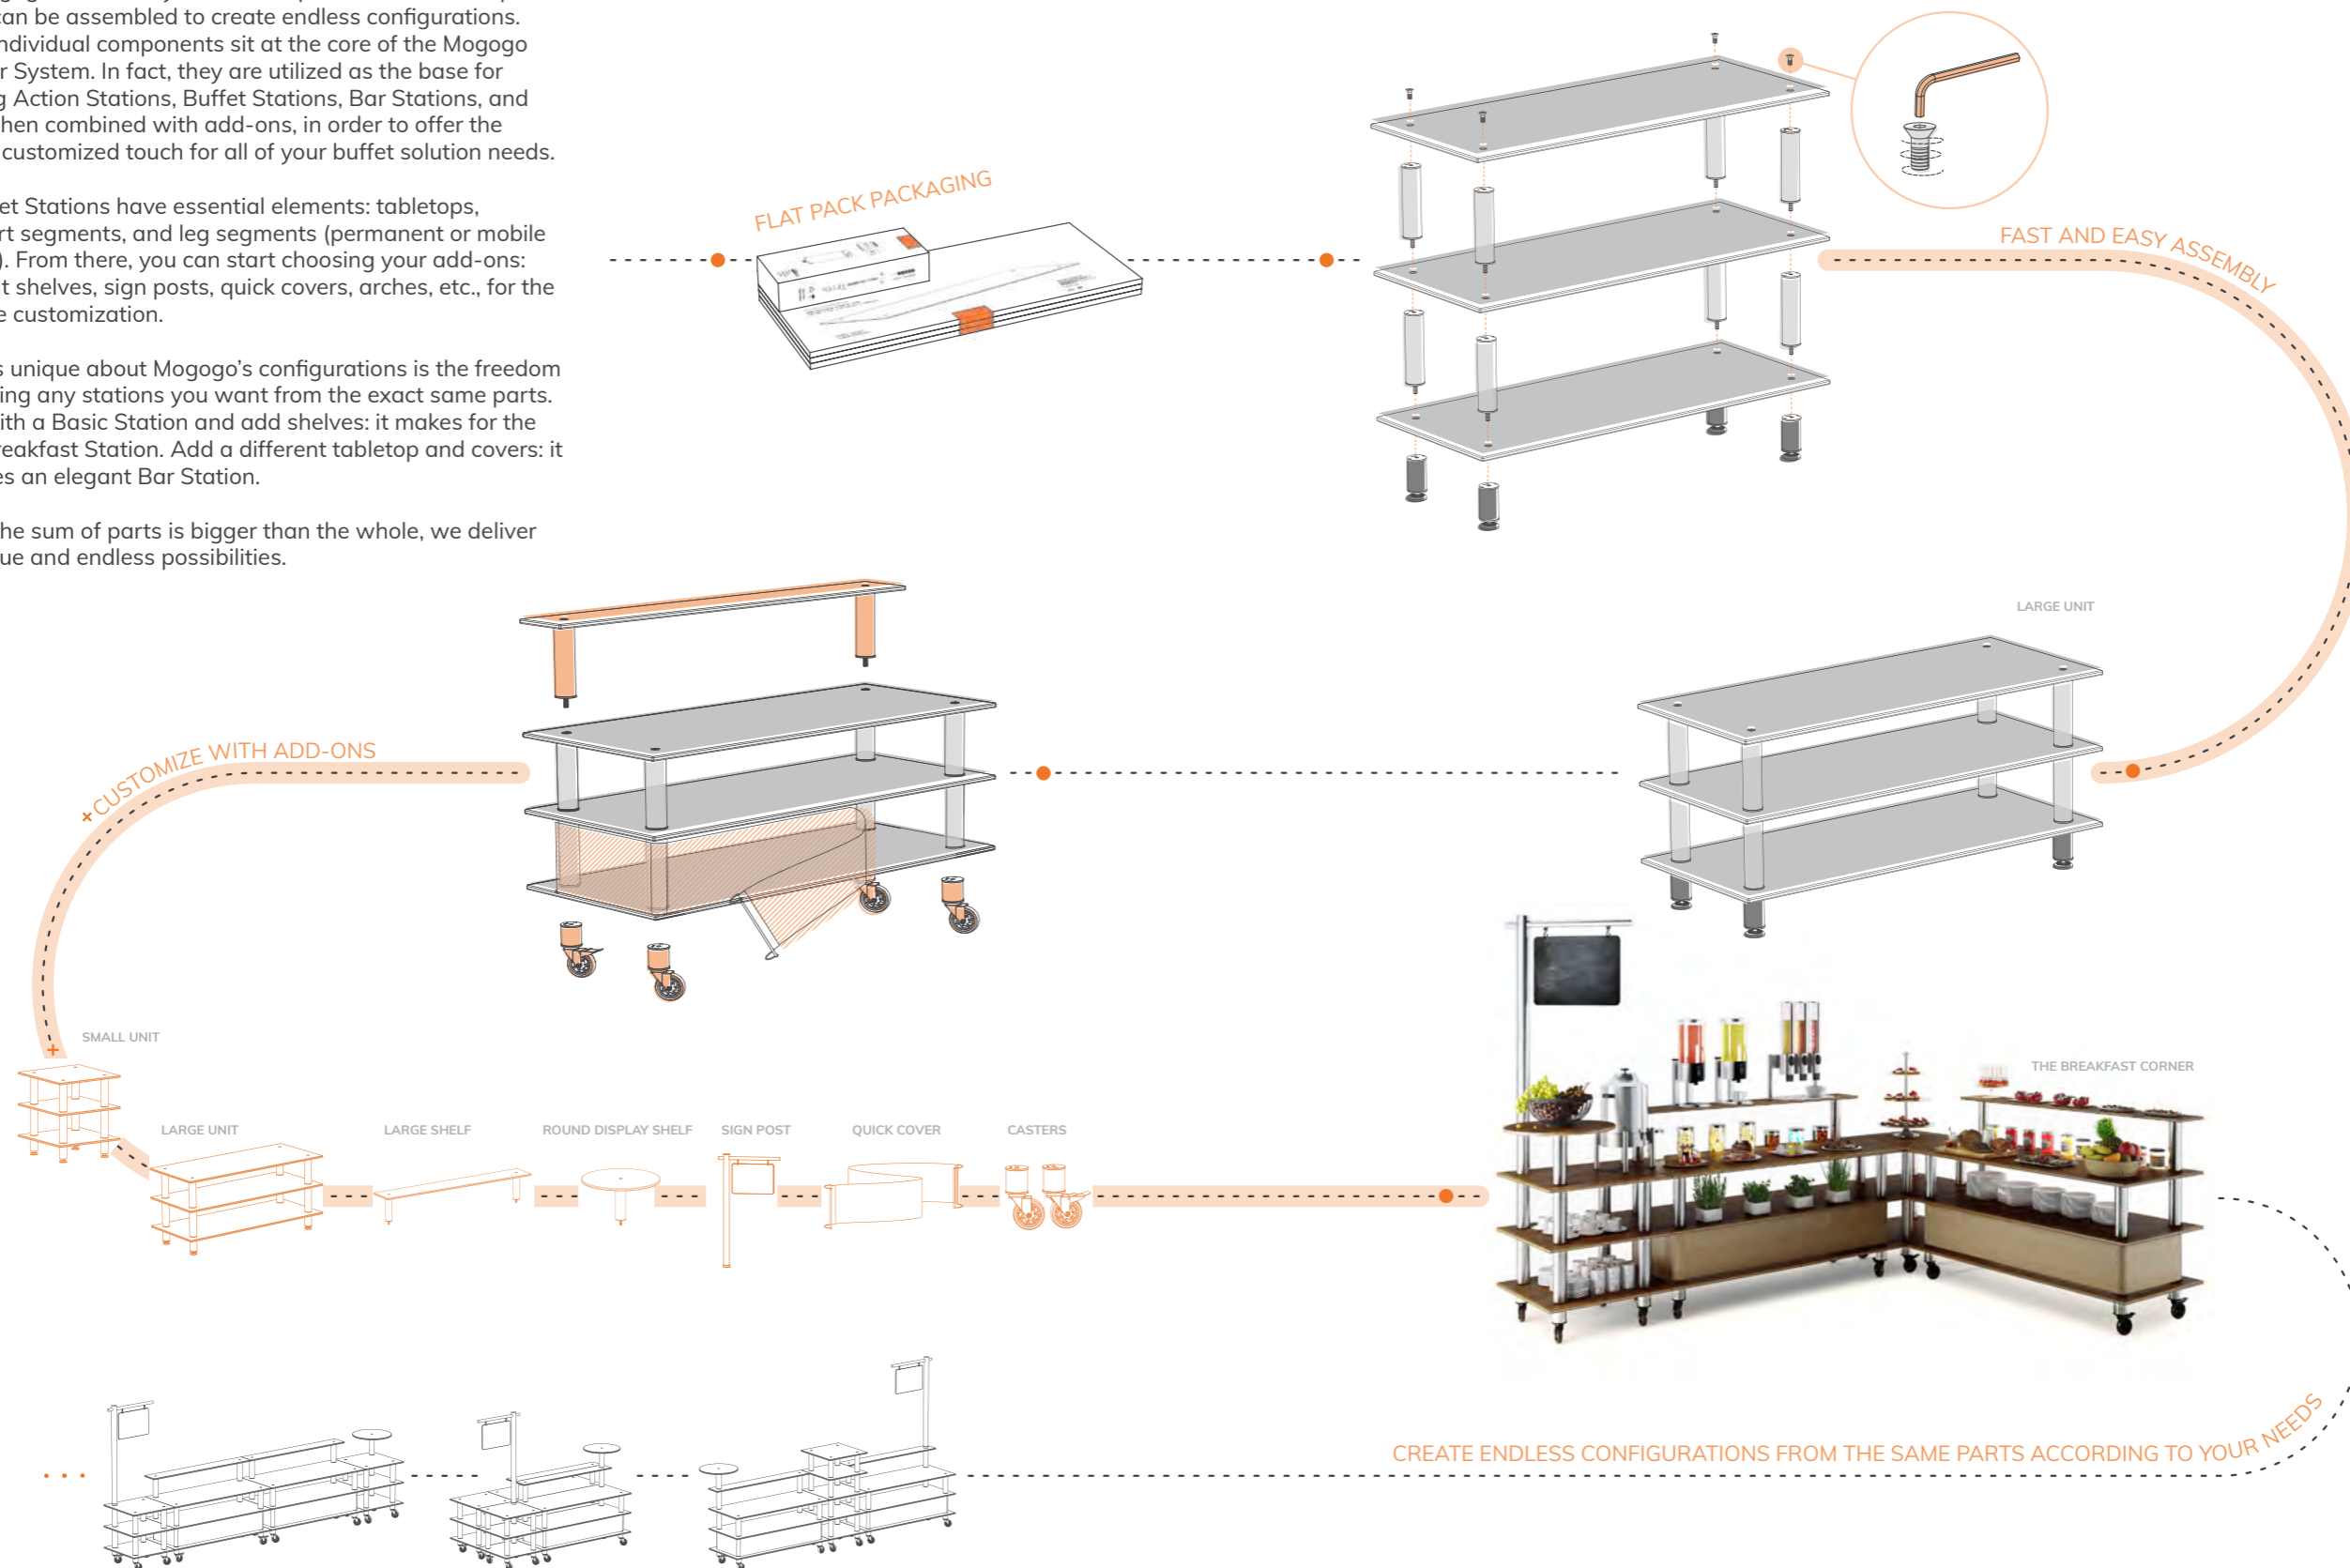 can be assembled to create endless configurations.
ndividual components sit at the core of the Mogogo
r System. In fact, they are utilized as the base for
g Action Stations, Buffet Stations, Bar Stations, and
hen combined with add-ons, in order to offer the
customized touch for all of your buffet solution needs.
et Stations have essential elements: tabletops,
rt segments, and leg segments (permanent or mobile
). From there, you can start choosing your add-ons:
t shelves, sign posts, quick covers, arches, etc., for the
e customization.
s unique about Mogogo’s configurations is the freedom
ing any stations you want from the exact same parts.
ith a Basic Station and add shelves: it makes for the
reakfast Station. Add a different tabletop and covers: it
es an elegant Bar Station.
he sum of parts is bigger than the whole, we deliver
ue and endless possibilities.
FLAT PACK PACKAGING
FAST AND EASY ASSEMBLY
LARGE UNIT
+CUSTOMIZE WITH ADD-ONS
+
SMALL UNIT
LARGE UNIT
LARGE SHELF
ROUND DISPLAY SHELF
SIGN POST
QUICK COVER
CASTERS
THE BREAKFAST CORNER
CREATE ENDLESS CONFIGURATIONS FROM THE SAME PARTS ACCORDING TO YOUR NEEDS